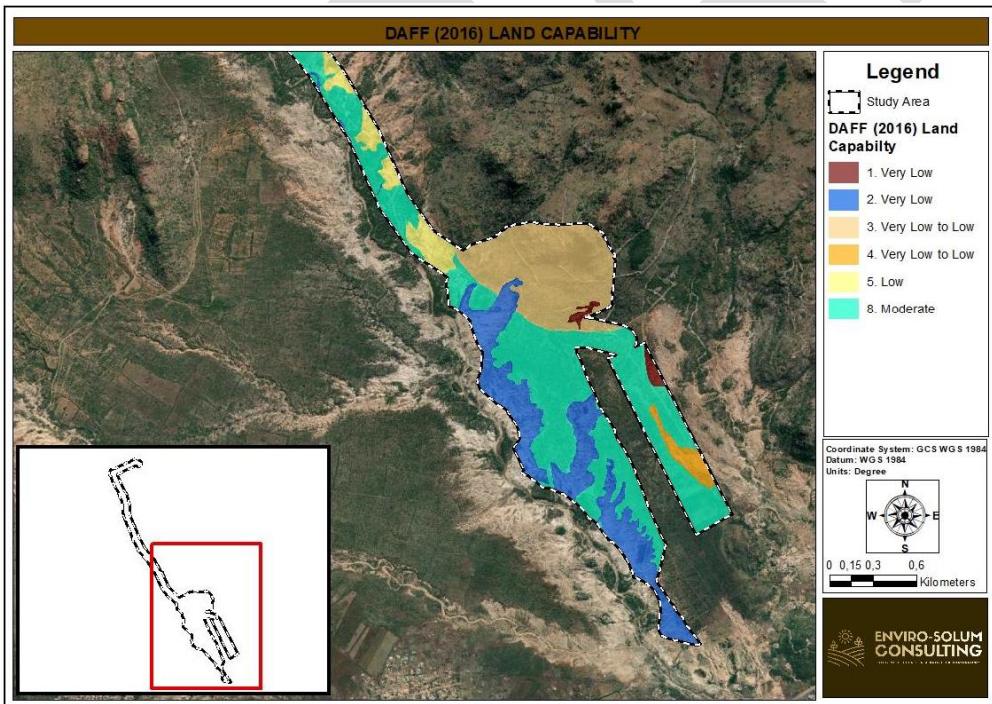 DAFF (2016) LAND CAPABILITY
Legend
Study Area
DAFF (2016) Land
Capabilty
1. Very Low
2. Very Low
3. Very Low to Low
4. Very Low to Low
5. Low
8. Moderate
Coordinate System: GCS WGS 1984
Datum: WGS 1984
Units: Degree
N
W E
S
0 0,15 0,3 0,6
Kilometers
ENVIRO-SOLUM
CONSULTING